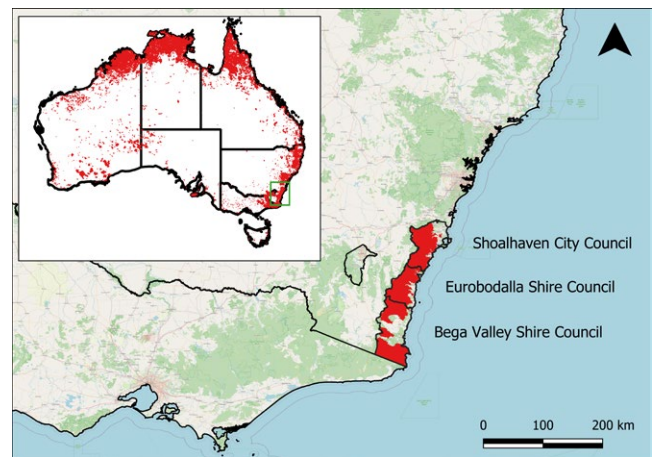 Shoalhaven City Council
Eurobodalla Shire Council
Bega Valley Shire Council
0 100 200 km